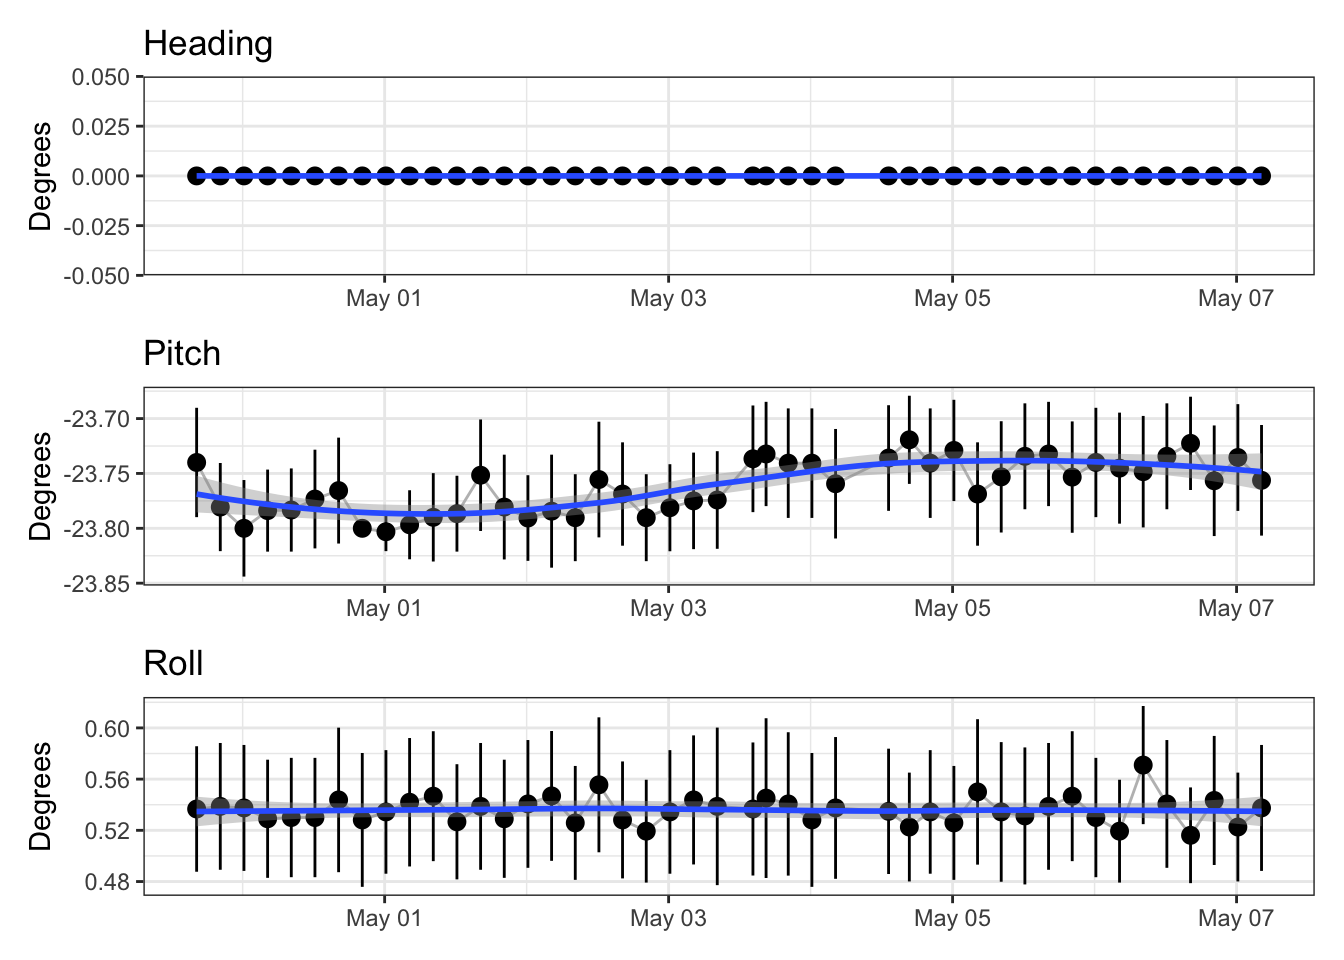 Heading
Degrees
0.050
0.025
0.000
-0.025
-0.050
May 01 May 03 May 05 May 07
Pitch
Degrees
-23.70
-23.75
-23.80
-23.85
May 01 May 03 May 05 May 07
Roll
Degrees
0.60
0.56
0.52
0.48
May 01 May 03 May 05 May 07